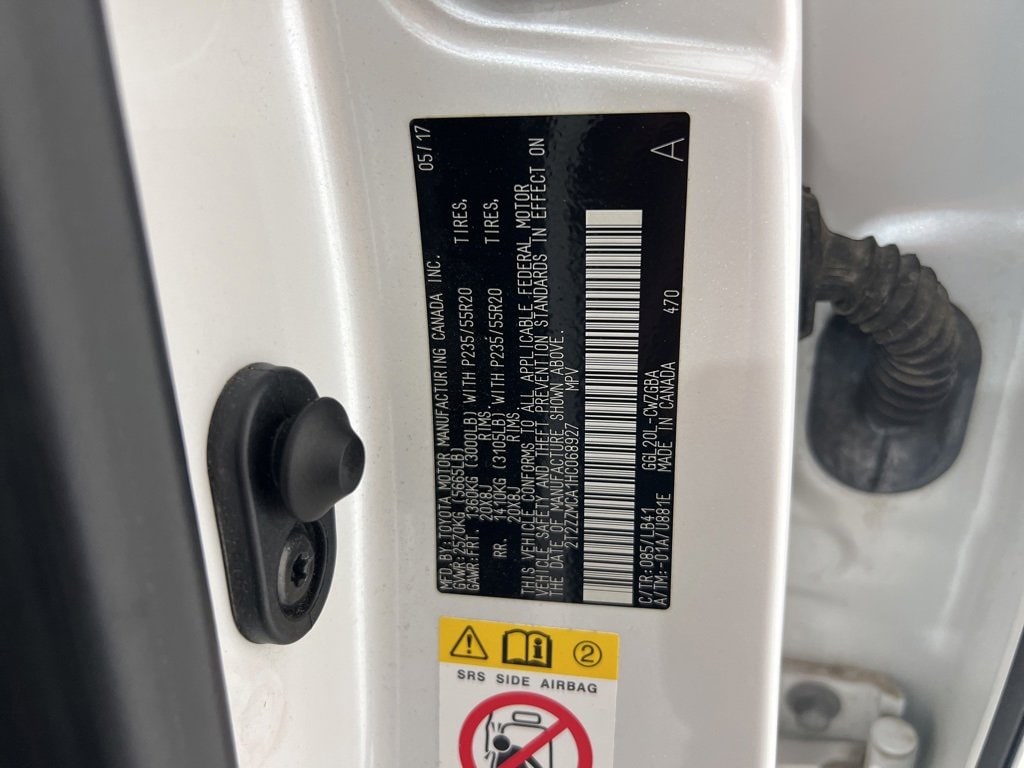 MFD.BY:TOYOTA MOTOR MANUFACTURING CANADA INC. 05/17
GVWR:2570KG (5665LB)
GAWR:FRT. 1360KG (3000LB) WITH P235/55R20 TIRES,
20X8J RIMS,
RR. 1410KG (3105LB) WITH P235/55R20 TIRES,
20X8J RIMS,
THIS VEHICLE CONFORMS TO ALL APPLICABLE FEDERAL MOTOR
VEHICLE SAFETY AND THEFT PREVENTION STANDARDS IN EFFECT ON
THE DATE OF MANUFACTURE SHOWN ABOVE.
2T2ZZMCA1HC068927 MPV
C/TR:085/LB41 GGL20L-CWZGBA 470 A
A/TM:-01A/U881E MADE IN CANADA
2
SRS SIDE AIRBAG